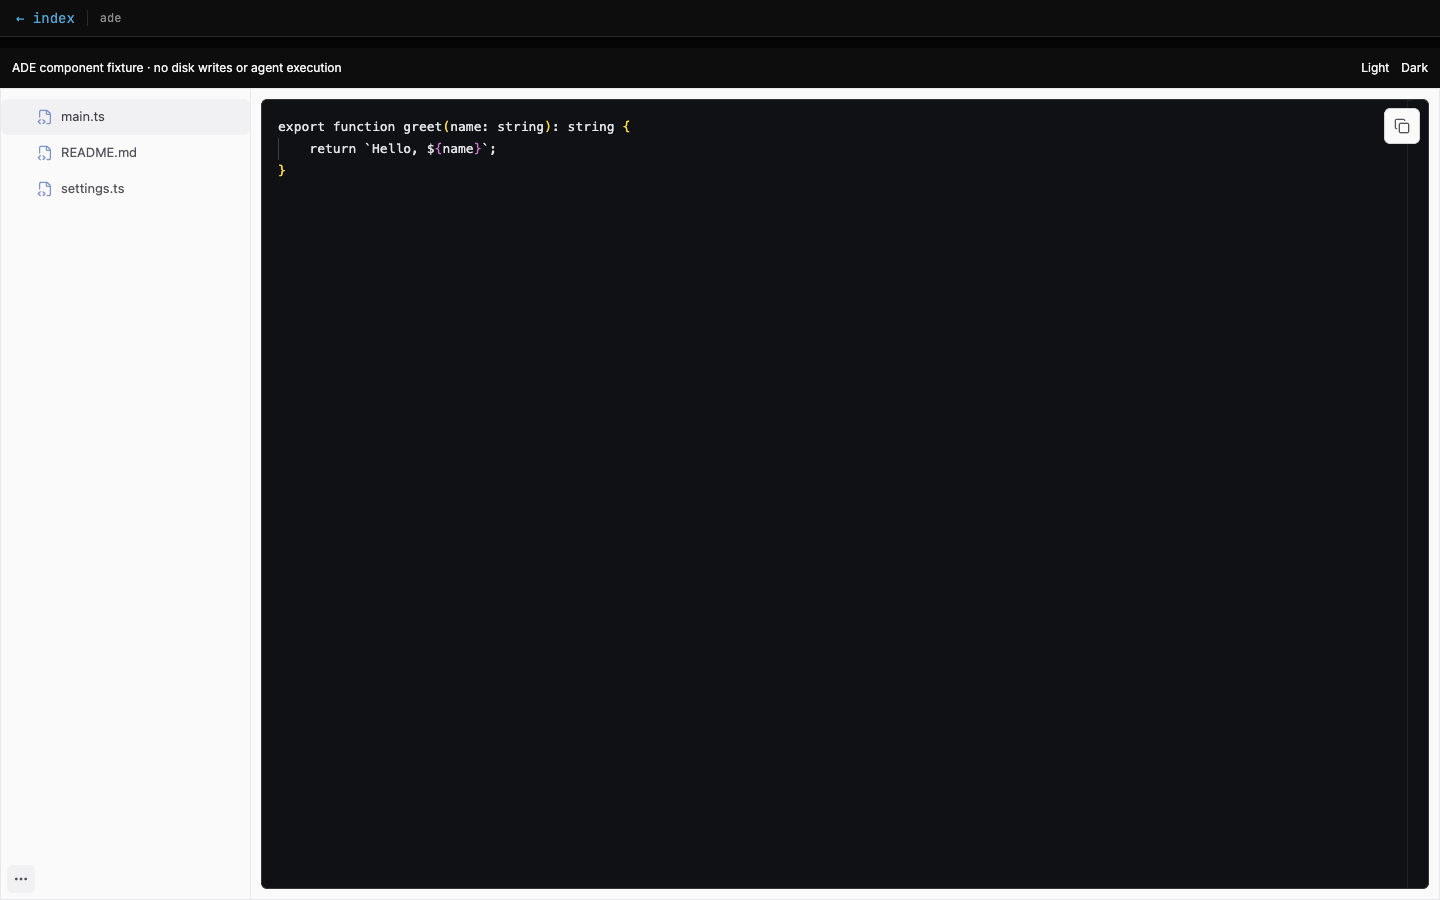 ← index ade
ADE component fixture · no disk writes or agent execution Light Dark
main.ts
README.md
settings.ts
export function greet(name: string): string {
    return `Hello, ${name}`;
}